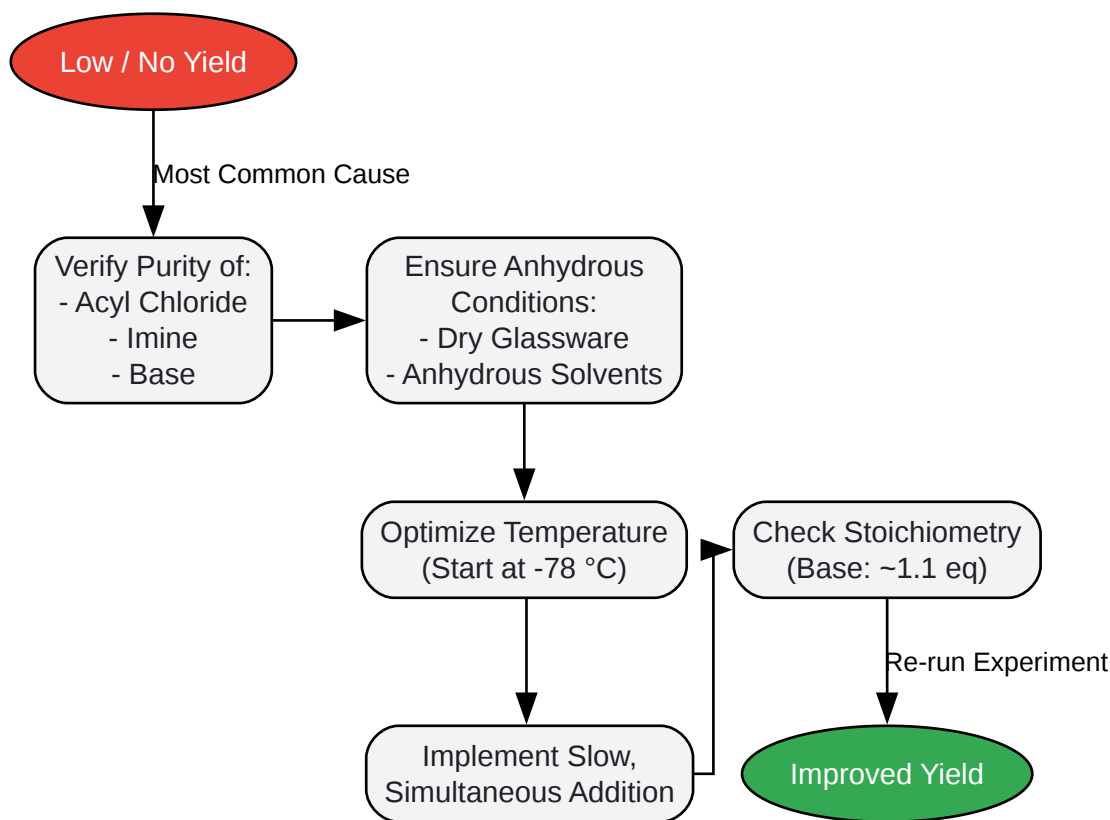 Low / No Yield
Most Common Cause
Verify Purity of:
- Acyl Chloride
- Imine
- Base
Ensure Anhydrous
Conditions:
- Dry Glassware
- Anhydrous Solvents
Optimize Temperature
(Start at -78 °C)
Check Stoichiometry
(Base: ~1.1 eq)
Re-run Experiment
Implement Slow,
Simultaneous Addition
Improved Yield